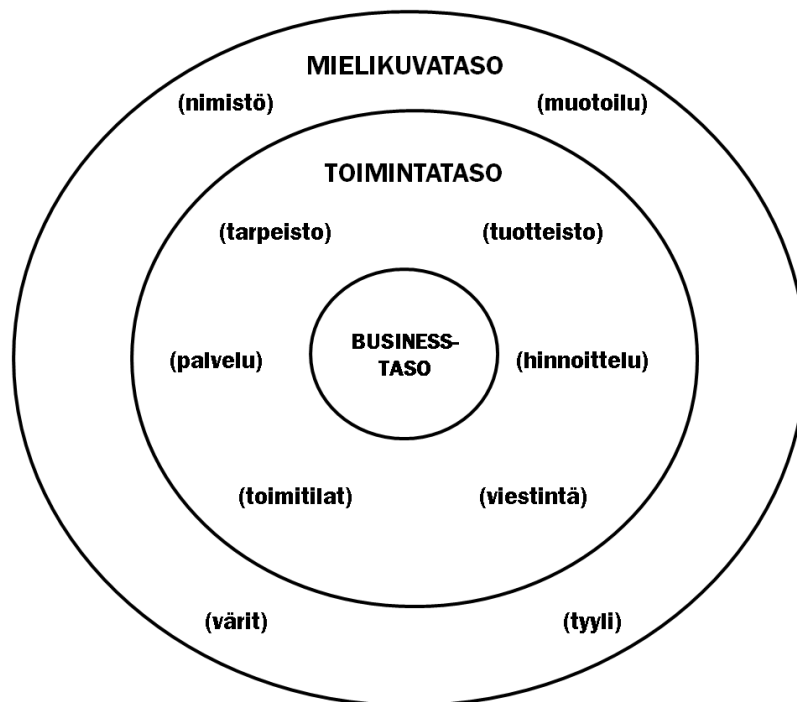 MIELIKUVATASO
(nimistö) (muotoilu)
TOIMINTATASO
(tarpeisto) (tuotteisto)
BUSINESS-
TASO
(palvelu) (hinnoittelu)
(toimitilat) (viestintä)
(värit) (tyyli)